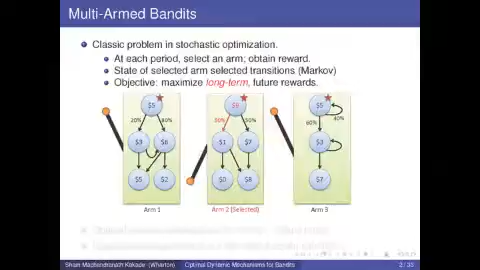 Multi-Armed Bandits
Classic problem in stochastic optimization.
At each period, select an arm; obtain reward.
State of selected arm selected transitions (Markov)
Objective: maximize long-term, future rewards.
$5 $6 $5
20% 80% 50% 50% 60% 40%
$3 $6 $1 $7 $3
$5 $2 $0 $8 $7
Arm 1 Arm 2 (Selected) Arm 3
Sham Machendranath Kakade (Wharton) Optimal Dynamic Mechanisms for Bandits 2 / 33